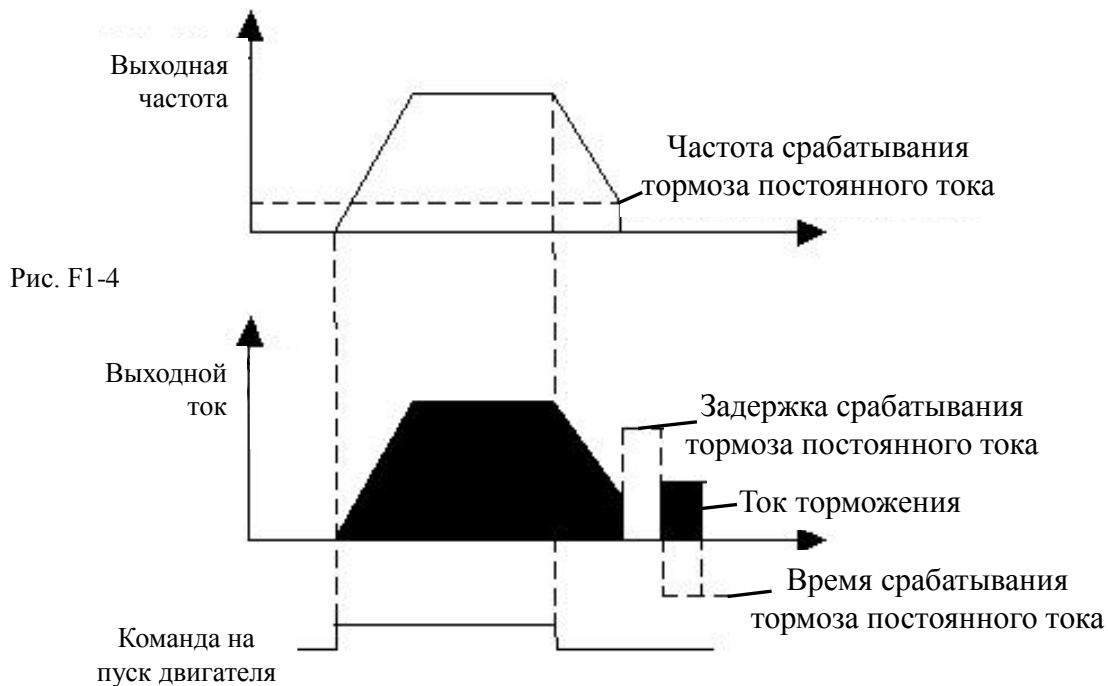 Выходная
частота
Частота срабатывания
тормоза постоянного тока
Рис. F1-4
Выходной
ток
Задержка срабатывания
тормоза постоянного тока
Ток торможения
Время срабатывания
тормоза постоянного тока
Команда на
пуск двигателя